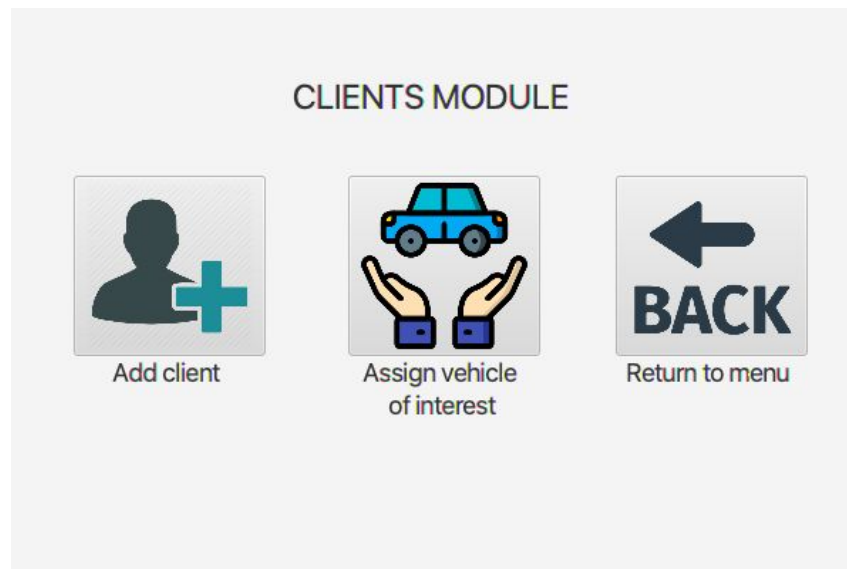 CLIENTS MODULE
BACK
Add client
Assign vehicle
of interest
Return to menu